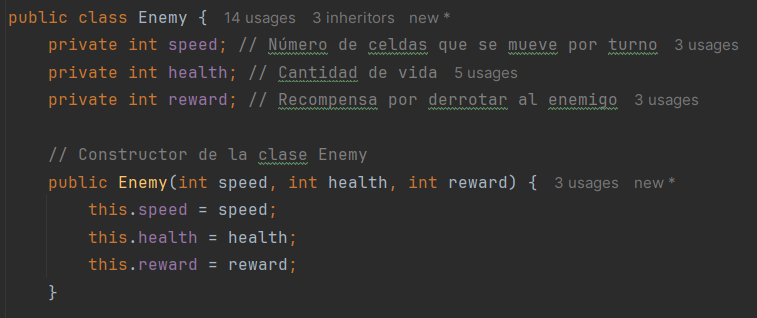 public class Enemy { 14 usages 3 inheritors new *
private int speed; // Número de celdas que se mueve por turno 3 usages
private int health; // Cantidad de vida 5 usages
private int reward; // Recompensa por derrotar al enemigo 3 usages
// Constructor de la clase Enemy
public Enemy(int speed, int health, int reward) { 3 usages new *
this.speed = speed;
this.health = health;
this.reward = reward;
}